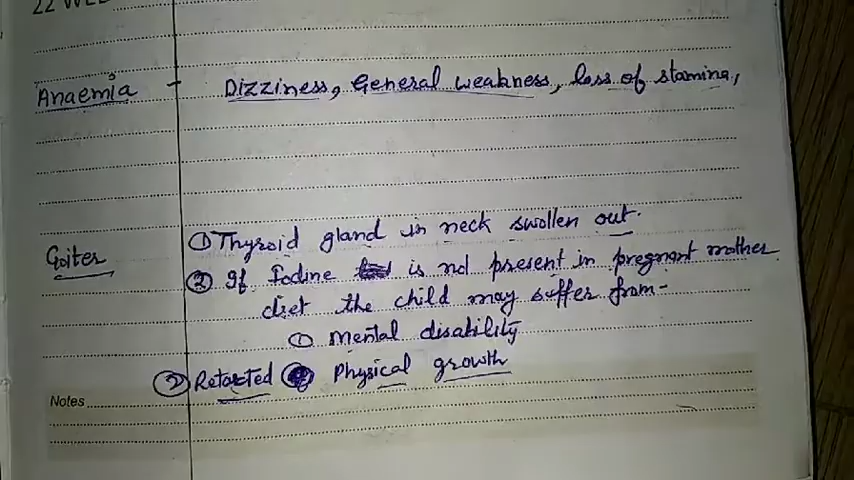 22 WED
Anaemia - Dizziness, General weakness, loss of stamina,
Goiter ① Thyroid gland in neck swollen out.
② If Iodine is not present in pregnant mother
diet the child may suffer from-
① Mental disability
② Retarted Physical growth
Notes